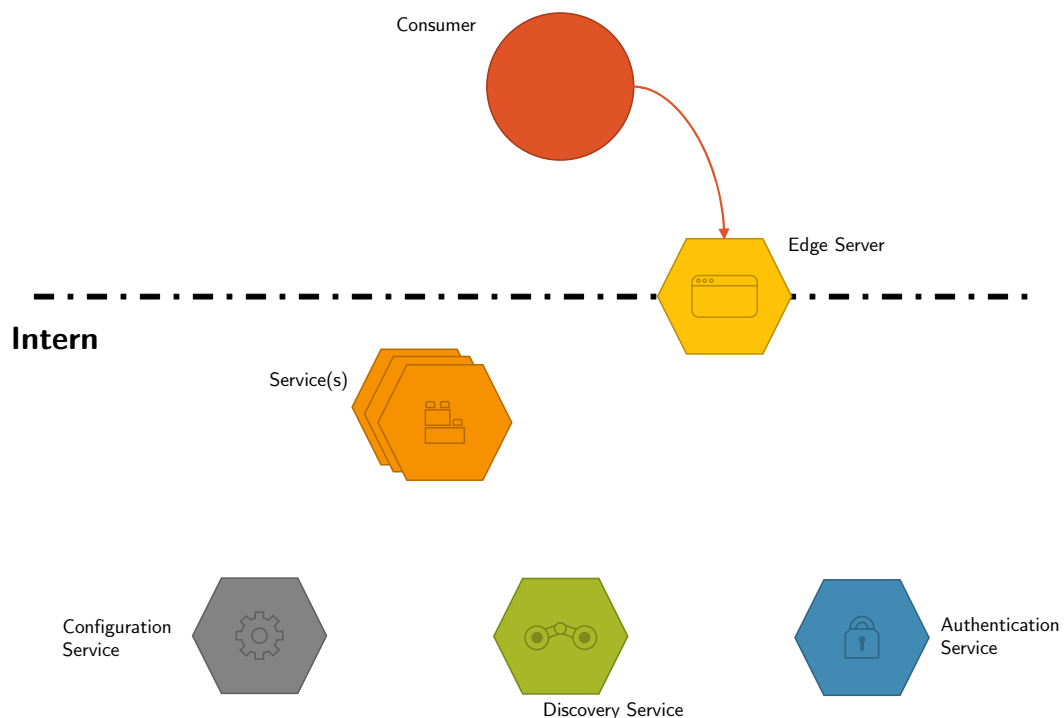 Consumer
Edge Server
Intern
Service(s)
Configuration
Service
Discovery Service
Authentication
Service